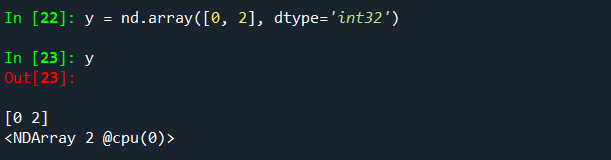 In [22]: y = nd.array([0, 2], dtype='int32')
In [23]: y
Out[23]:
[0 2]
<NDArray 2 @cpu(0)>